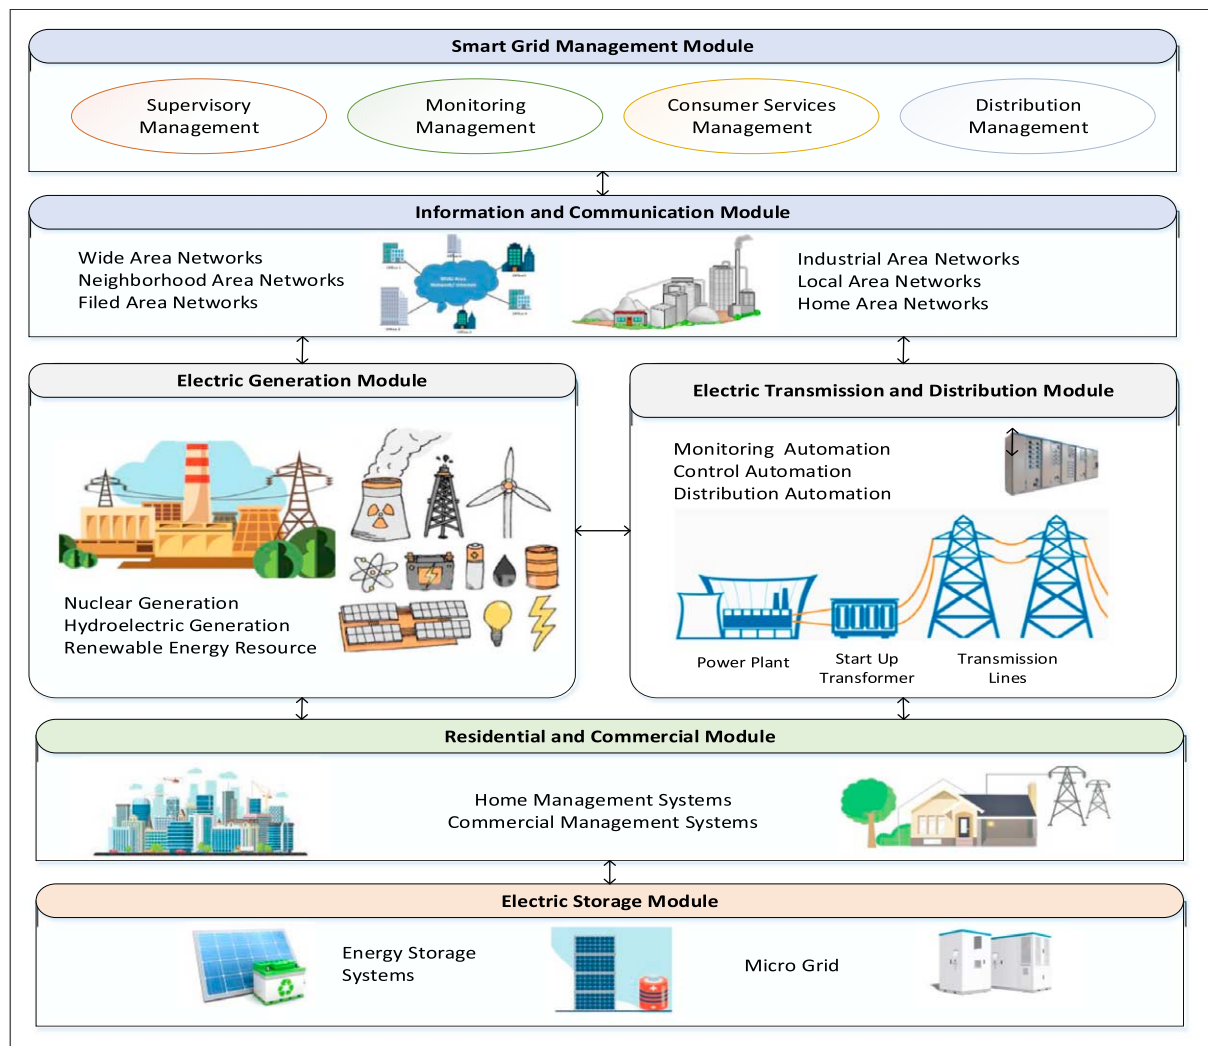 Smart Grid Management Module
Supervisory
Management
Monitoring
Management
Consumer Services
Management
Distribution
Management
Information and Communication Module
Wide Area Networks
Neighborhood Area Networks
Filed Area Networks
Wide Area
Network/ Internet
Industrial Area Networks
Local Area Networks
Home Area Networks
Electric Generation Module
Nuclear Generation
Hydroelectric Generation
Renewable Energy Resource
Electric Transmission and Distribution Module
Monitoring Automation
Control Automation
Distribution Automation
Power Plant
Start Up
Transformer
Transmission
Lines
Residential and Commercial Module
Home Management Systems
Commercial Management Systems
Electric Storage Module
Energy Storage
Systems
Micro Grid